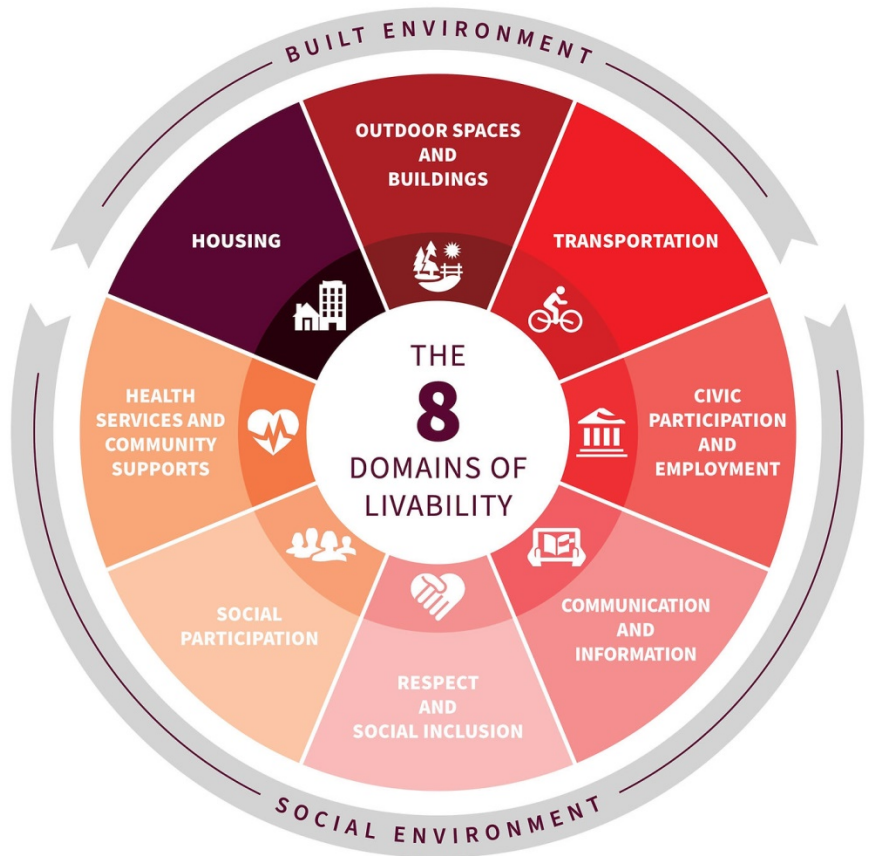 BUILT ENVIRONMENT
OUTDOOR SPACES
AND
BUILDINGS
HOUSING
TRANSPORTATION
THE
8
DOMAINS OF
LIVABILITY
HEALTH
SERVICES AND
COMMUNITY
SUPPORTS
CIVIC
PARTICIPATION
AND
EMPLOYMENT
SOCIAL
PARTICIPATION
COMMUNICATION
AND
INFORMATION
RESPECT
AND
SOCIAL INCLUSION
SOCIAL ENVIRONMENT